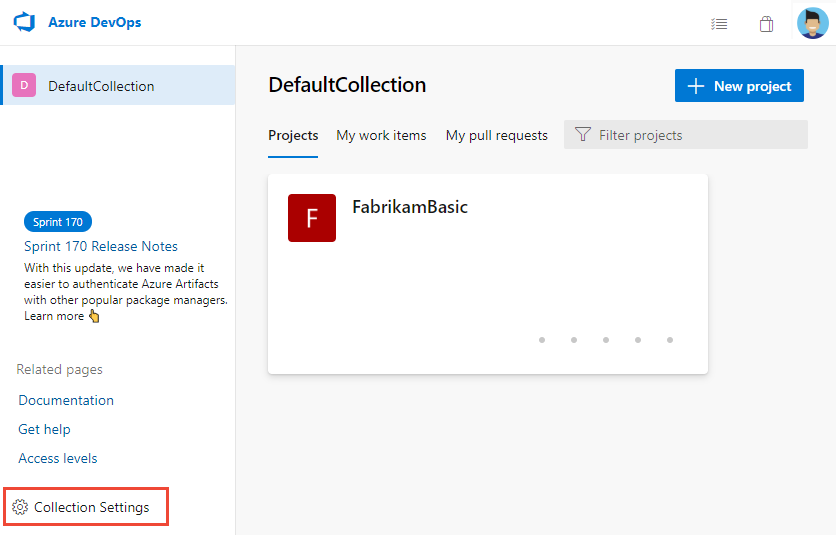 Azure DevOps
D DefaultCollection
Sprint 170
Sprint 170 Release Notes
With this update, we have made it
easier to authenticate Azure Artifacts
with other popular package managers.
Learn more 👆
Related pages
Documentation
Get help
Access levels
Collection Settings
DefaultCollection
New project
Projects My work items My pull requests Filter projects
F FabrikamBasic